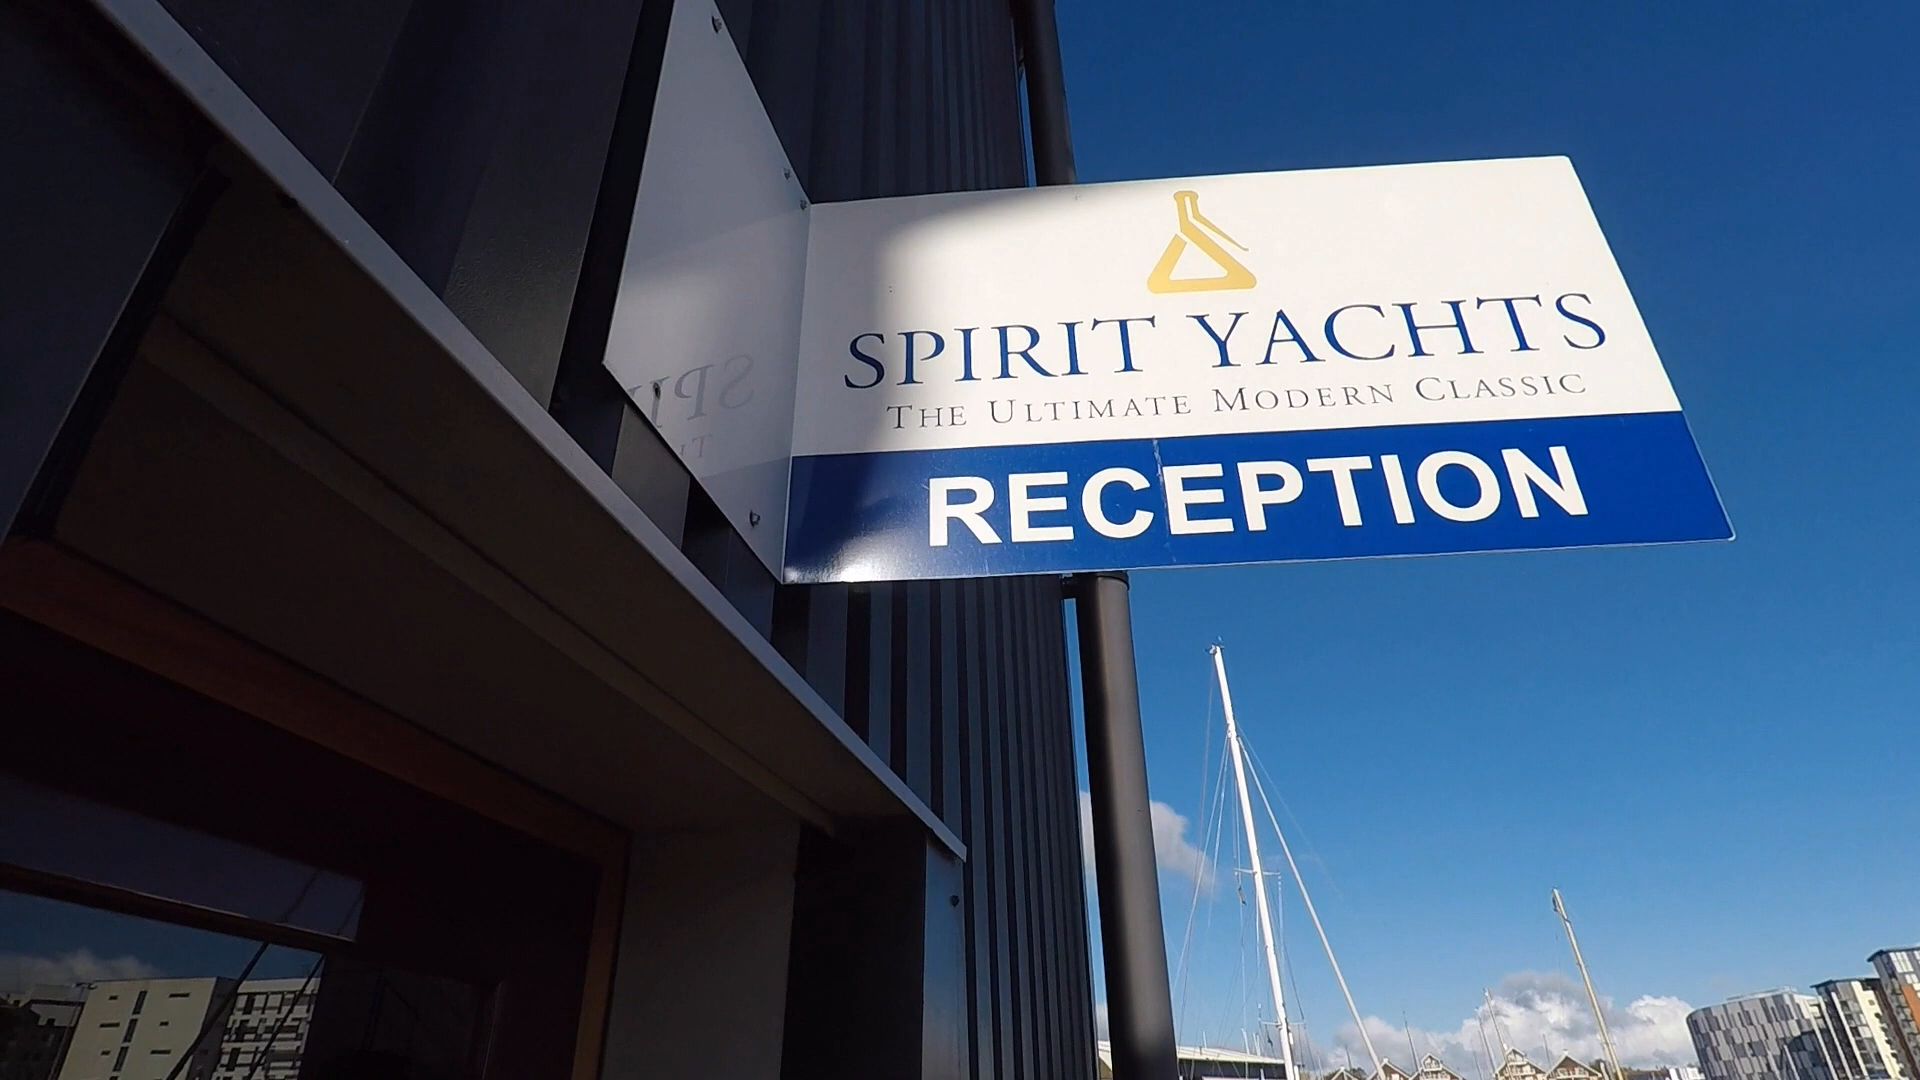 SPIRIT YACHTS
THE ULTIMATE MODERN CLASSIC
RECEPTION